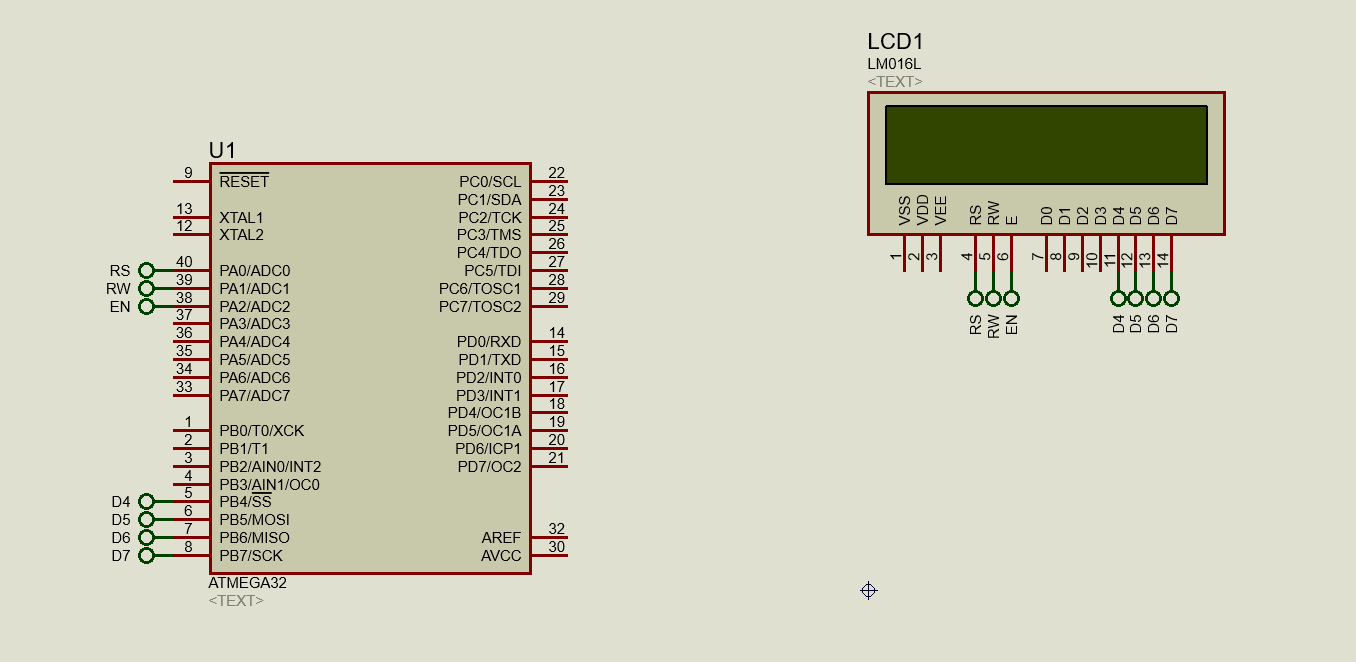 LCD1
LM016L
<TEXT>
VSS VDD VEE RS RW E D0 D1 D2 D3 D4 D5 D6 D7
1 2 3 4 5 6 7 8 9 10 11 12 13 14
RS RW EN D4 D5 D6 D7
U1
9 RESET PC0/SCL 22
PC1/SDA 23
13 XTAL1 PC2/TCK 24
12 XTAL2 PC3/TMS 25
PC4/TDO 26
RS 40 PA0/ADC0 PC5/TDI 27
RW 39 PA1/ADC1 PC6/TOSC1 28
EN 38 PA2/ADC2 PC7/TOSC2 29
37 PA3/ADC3
36 PA4/ADC4 PD0/RXD 14
35 PA5/ADC5 PD1/TXD 15
34 PA6/ADC6 PD2/INT0 16
33 PA7/ADC7 PD3/INT1 17
PD4/OC1B 18
1 PB0/T0/XCK PD5/OC1A 19
2 PB1/T1 PD6/ICP1 20
3 PB2/AIN0/INT2 PD7/OC2 21
4 PB3/AIN1/OC0
D4 5 PB4/SS
D5 6 PB5/MOSI
D6 7 PB6/MISO AREF 32
D7 8 PB7/SCK AVCC 30
ATMEGA32
<TEXT>